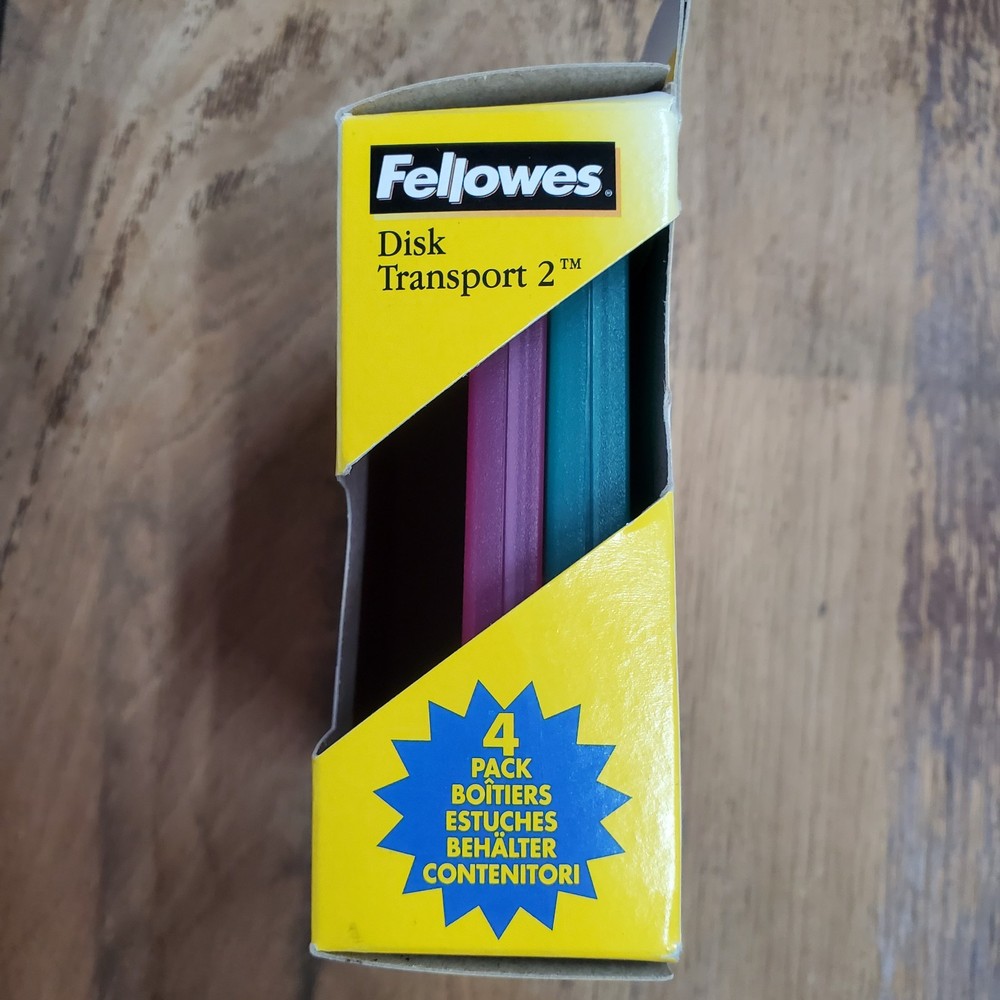 Fellowes®
Disk
Transport 2™
4
PACK
BOÎTIERS
ESTUCHES
BEHÄLTER
CONTENITORI